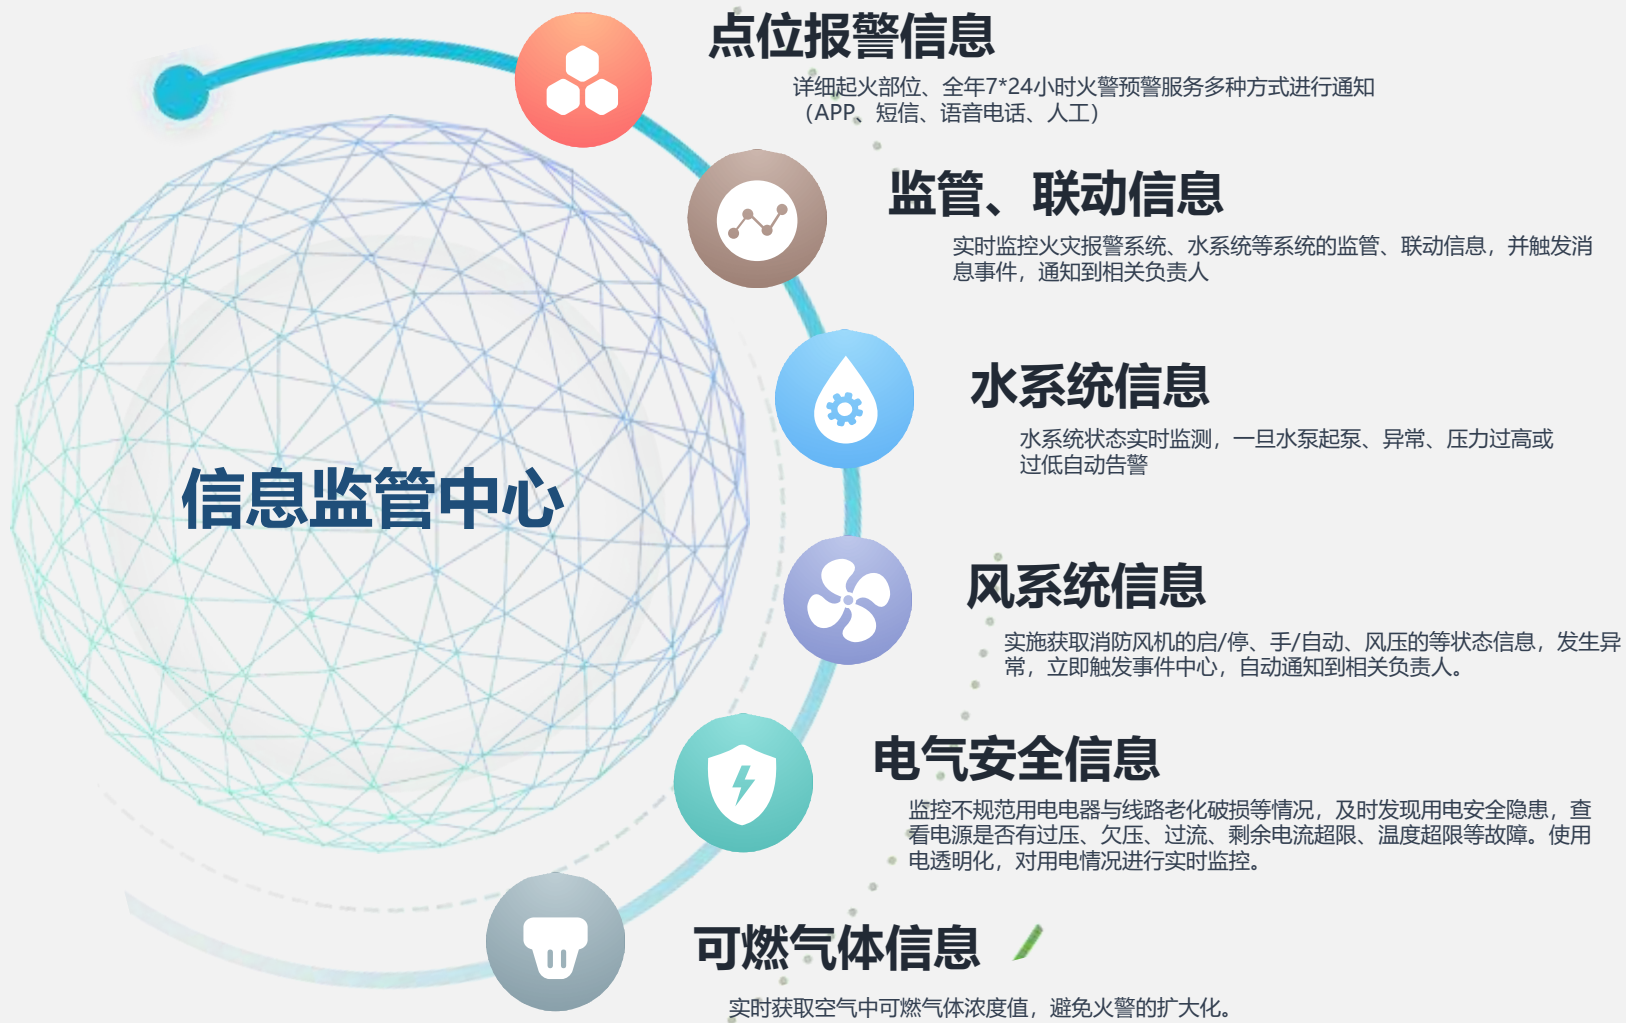 点位报警信息
详细起火部位、全年7*24小时火警预警服务多种方式进行通知
（APP、短信、语音电话、人工）
监管、联动信息
实时监控火灾报警系统、水系统等系统的监管、联动信息，并触发消
息事件，通知到相关负责人
水系统信息
水系统状态实时监测，一旦水泵起泵、异常、压力过高或
过低自动告警
信息监管中心
风系统信息
实施获取消防风机的启/停、手/自动、风压的等状态信息，发生异
常，立即触发事件中心，自动通知到相关负责人。
电气安全信息
监控不规范用电电器与线路老化破损等情况，及时发现用电安全隐患，查
看电源是否有过压、欠压、过流、剩余电流超限、温度超限等故障。使用
电透明化，对用电情况进行实时监控。
可燃气体信息
实时获取空气中可燃气体浓度值，避免火警的扩大化。